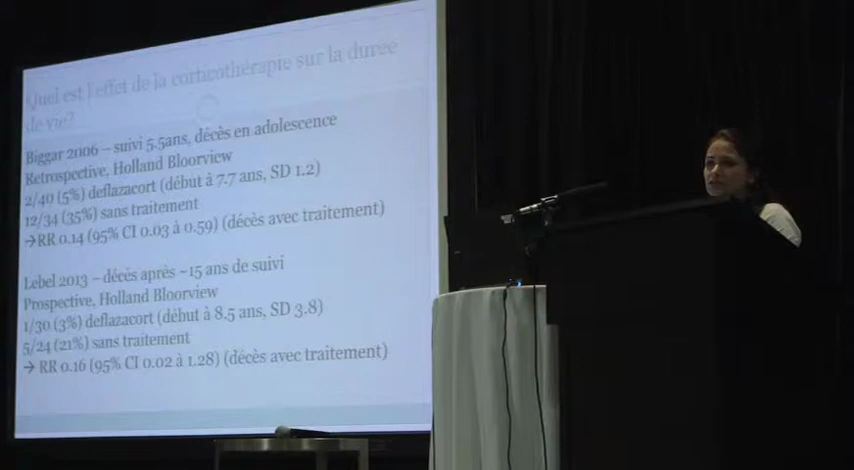 Quel est l'effet de la corticothérapie sur la durée
de vie?
Biggar 2006 – suivi 5.5ans, décès en adolescence
Retrospective, Holland Bloorview
2/40 (5%) deflazacort (début à 7.7 ans, SD 1.2)
12/34 (35%) sans traitement
→RR 0.14 (95% CI 0.03 à 0.59) (décès avec traitement)
Lebel 2013 – décès après ~15 ans de suivi
Prospective, Holland Bloorview
1/30 (3%) deflazacort (début à 8.5 ans, SD 3.8)
5/24 (21%) sans traitement
→ RR 0.16 (95% CI 0.02 à 1.28) (décès avec traitement)